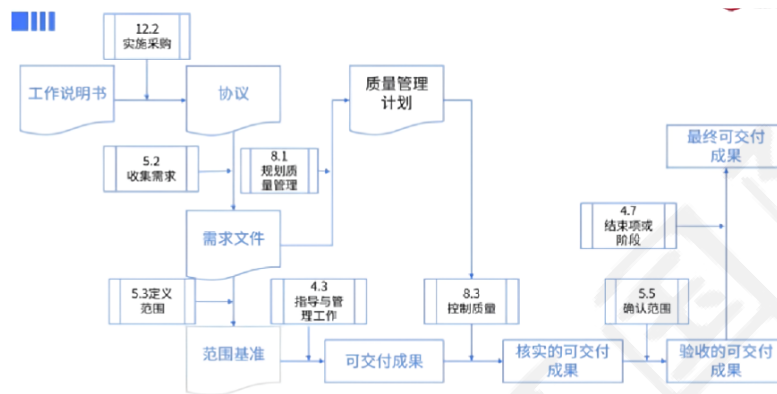 12.2
实施采购
工作说明书
协议
质量管理
计划
5.2
收集需求
8.1
规划质
量管理
最终可交付
成果
需求文件
4.7
结束项或
阶段
5.3定义
范围
4.3
指导与管
理工作
8.3
控制质量
5.5
确认范围
范围基准
可交付成果
核实的可交付
成果
验收的可交付
成果